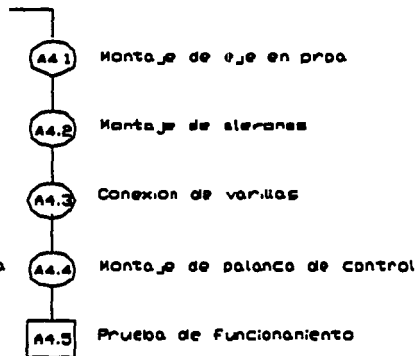 A4.1 Montaje de eje en proa
A4.2 Montaje de alerones
A4.3 Conexion de varillas
a A4.4 Montaje de palanca de control
A4.5 Prueba de Funcionamiento